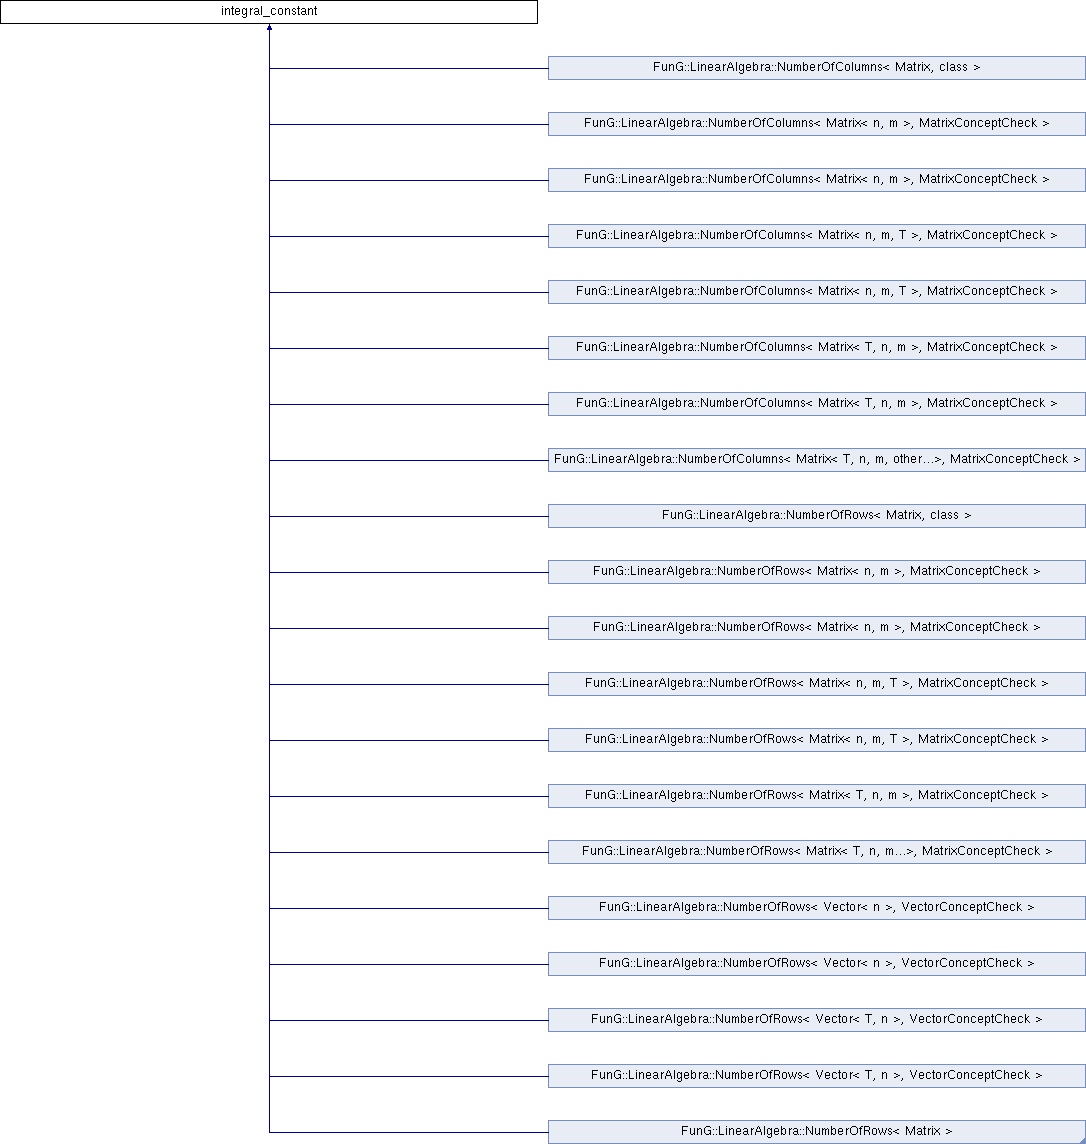 integral_constant
FunG::LinearAlgebra::NumberOfColumns< Matrix, class >
FunG::LinearAlgebra::NumberOfColumns< Matrix< n, m >, MatrixConceptCheck >
FunG::LinearAlgebra::NumberOfColumns< Matrix< n, m >, MatrixConceptCheck >
FunG::LinearAlgebra::NumberOfColumns< Matrix< n, m, T >, MatrixConceptCheck >
FunG::LinearAlgebra::NumberOfColumns< Matrix< n, m, T >, MatrixConceptCheck >
FunG::LinearAlgebra::NumberOfColumns< Matrix< T, n, m >, MatrixConceptCheck >
FunG::LinearAlgebra::NumberOfColumns< Matrix< T, n, m >, MatrixConceptCheck >
FunG::LinearAlgebra::NumberOfColumns< Matrix< T, n, m, other...>, MatrixConceptCheck >
FunG::LinearAlgebra::NumberOfRows< Matrix, class >
FunG::LinearAlgebra::NumberOfRows< Matrix< n, m >, MatrixConceptCheck >
FunG::LinearAlgebra::NumberOfRows< Matrix< n, m >, MatrixConceptCheck >
FunG::LinearAlgebra::NumberOfRows< Matrix< n, m, T >, MatrixConceptCheck >
FunG::LinearAlgebra::NumberOfRows< Matrix< n, m, T >, MatrixConceptCheck >
FunG::LinearAlgebra::NumberOfRows< Matrix< T, n, m >, MatrixConceptCheck >
FunG::LinearAlgebra::NumberOfRows< Matrix< T, n, m...>, MatrixConceptCheck >
FunG::LinearAlgebra::NumberOfRows< Vector< n >, VectorConceptCheck >
FunG::LinearAlgebra::NumberOfRows< Vector< n >, VectorConceptCheck >
FunG::LinearAlgebra::NumberOfRows< Vector< T, n >, VectorConceptCheck >
FunG::LinearAlgebra::NumberOfRows< Vector< T, n >, VectorConceptCheck >
FunG::LinearAlgebra::NumberOfRows< Matrix >